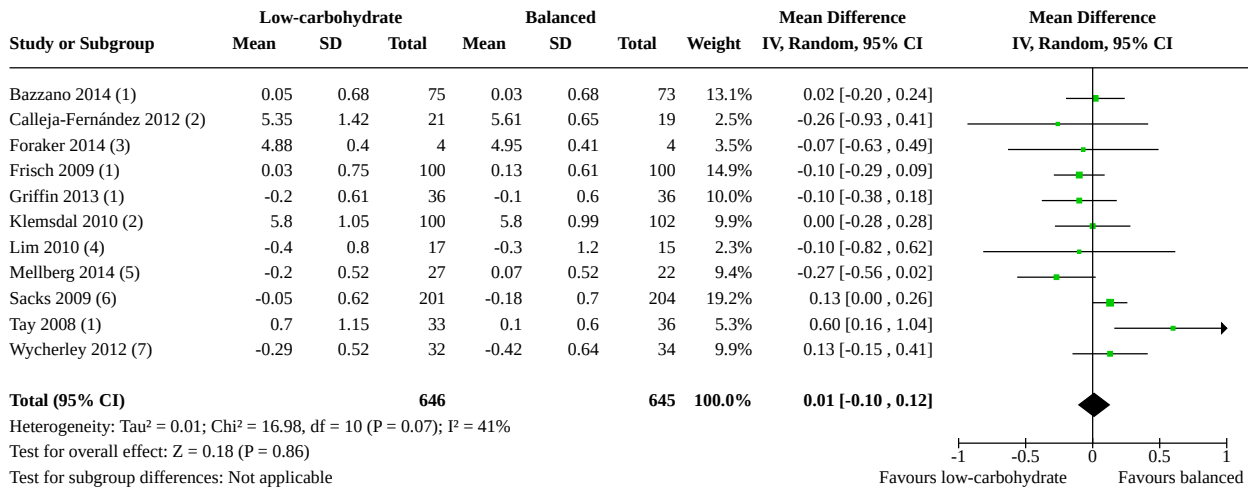 Low-carbohydrate Balanced Mean Difference Mean Difference
Study or Subgroup Mean SD Total Mean SD Total Weight IV, Random, 95% CI IV, Random, 95% CI
Bazzano 2014 (1) 0.05 0.68 75 0.03 0.68 73 13.1% 0.02 [-0.20 , 0.24]
Calleja-Fernández 2012 (2) 5.35 1.42 21 5.61 0.65 19 2.5% -0.26 [-0.93 , 0.41]
Foraker 2014 (3) 4.88 0.4 4 4.95 0.41 4 3.5% -0.07 [-0.63 , 0.49]
Frisch 2009 (1) 0.03 0.75 100 0.13 0.61 100 14.9% -0.10 [-0.29 , 0.09]
Griffin 2013 (1) -0.2 0.61 36 -0.1 0.6 36 10.0% -0.10 [-0.38 , 0.18]
Klemsdal 2010 (2) 5.8 1.05 100 5.8 0.99 102 9.9% 0.00 [-0.28 , 0.28]
Lim 2010 (4) -0.4 0.8 17 -0.3 1.2 15 2.3% -0.10 [-0.82 , 0.62]
Mellberg 2014 (5) -0.2 0.52 27 0.07 0.52 22 9.4% -0.27 [-0.56 , 0.02]
Sacks 2009 (6) -0.05 0.62 201 -0.18 0.7 204 19.2% 0.13 [0.00 , 0.26]
Tay 2008 (1) 0.7 1.15 33 0.1 0.6 36 5.3% 0.60 [0.16 , 1.04]
Wycherley 2012 (7) -0.29 0.52 32 -0.42 0.64 34 9.9% 0.13 [-0.15 , 0.41]
Total (95% CI) 646 645 100.0% 0.01 [-0.10 , 0.12]
Heterogeneity: Tau² = 0.01; Chi² = 16.98, df = 10 (P = 0.07); I² = 41%
Test for overall effect: Z = 0.18 (P = 0.86)
Test for subgroup differences: Not applicable
-1 -0.5 0 0.5 1
Favours low-carbohydrate Favours balanced